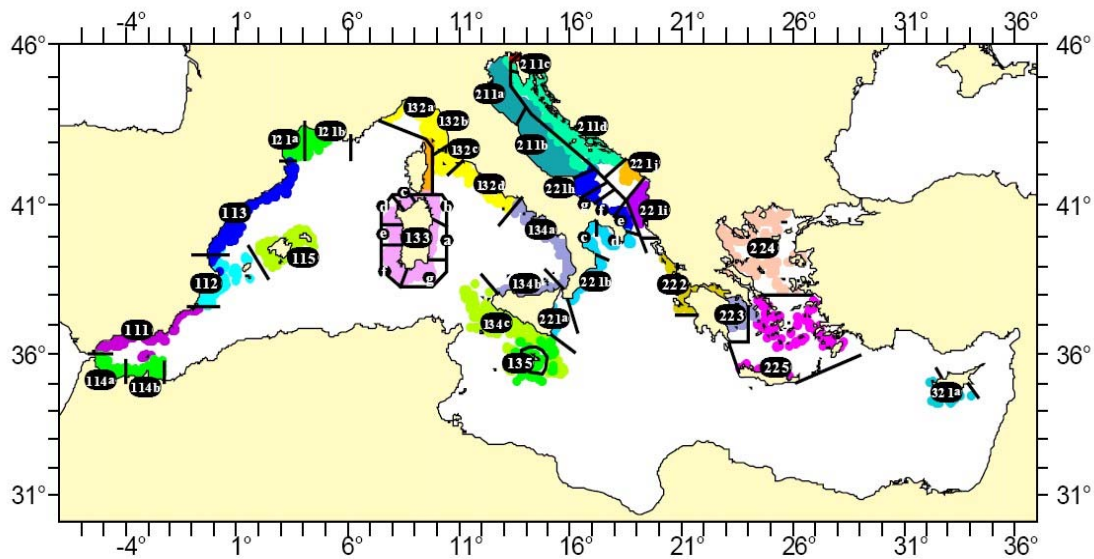 -4° 1° 6° 11° 16° 21° 26° 31° 36°
46° 46°
211c
132a 211a
132b
121a 121b 211d
132c 211b
221i
132d 221h
41° 41°
c g f 221i
d b
113 e 133 a 134a e d 224
115 c
112 f g 134b 221b 222
111 134c 221a 223
36° 36°
135 225
114a 114b 321a
31° 31°
-4° 1° 6° 11° 16° 21° 26° 31° 36°